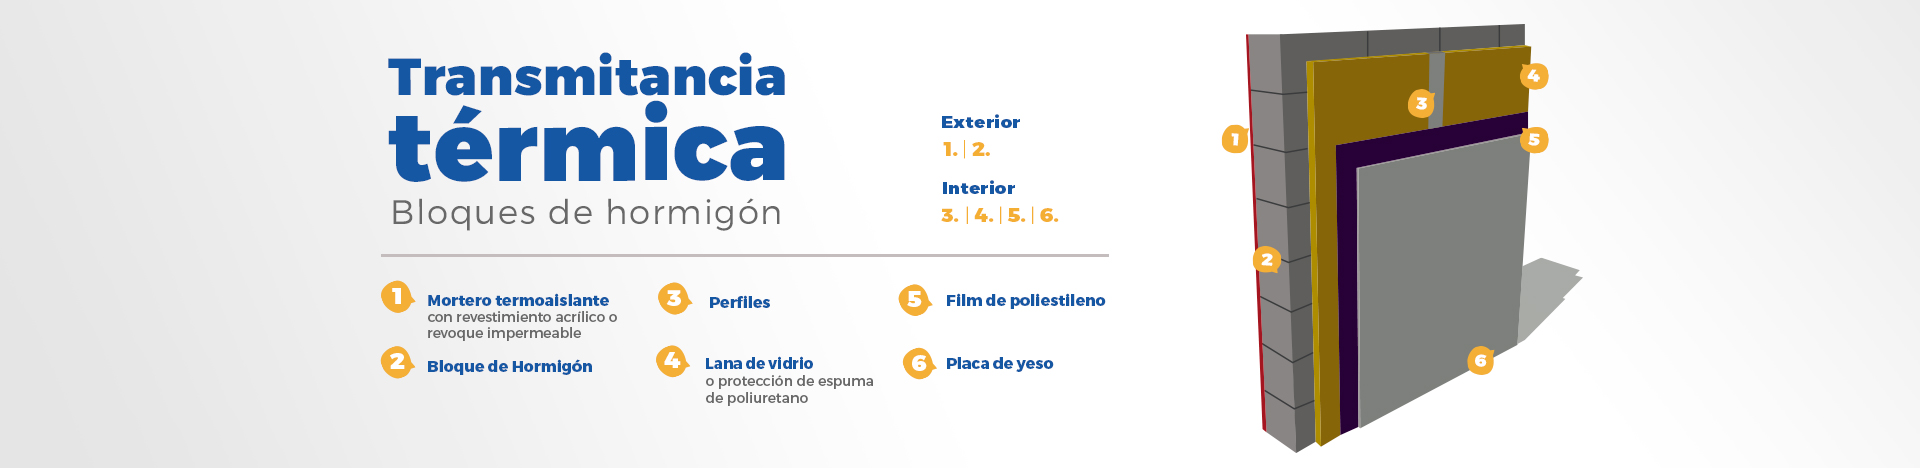 Transmitancia
térmica
Bloques de hormigón
Exterior
1. | 2.
Interior
3. | 4. | 5. | 6.
1 Mortero termoaislante
con revestimiento acrílico o
revoque impermeable
2 Bloque de Hormigón
3 Perfiles
4 Lana de vidrio
o protección de espuma
de poliuretano
5 Film de poliestileno
6 Placa de yeso
1
2
3
4
5
6